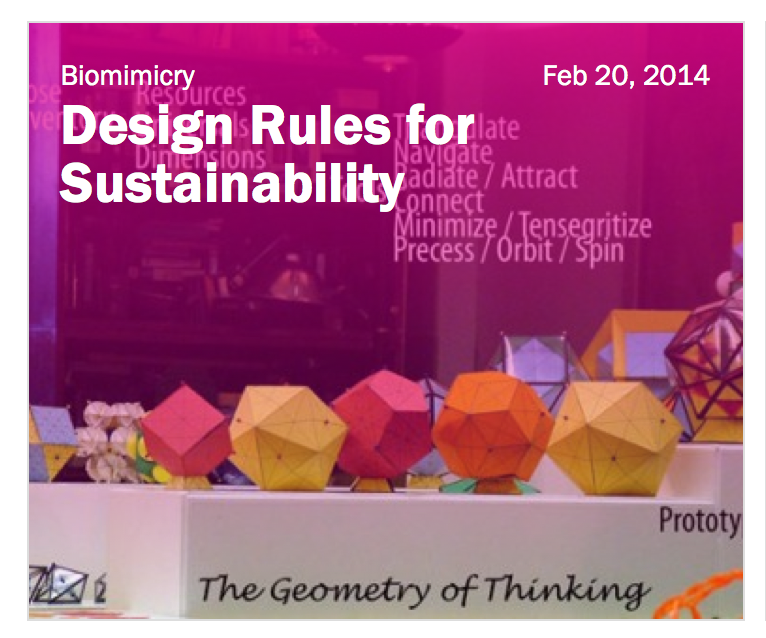 Biomimicry
Feb 20, 2014
Design Rules for
Sustainability
Resources
Dimensions
Navigate
Radiate / Attract
Connect
Minimize / Tensegritize
Precess / Orbit / Spin
Prototy
The Geometry of Thinking